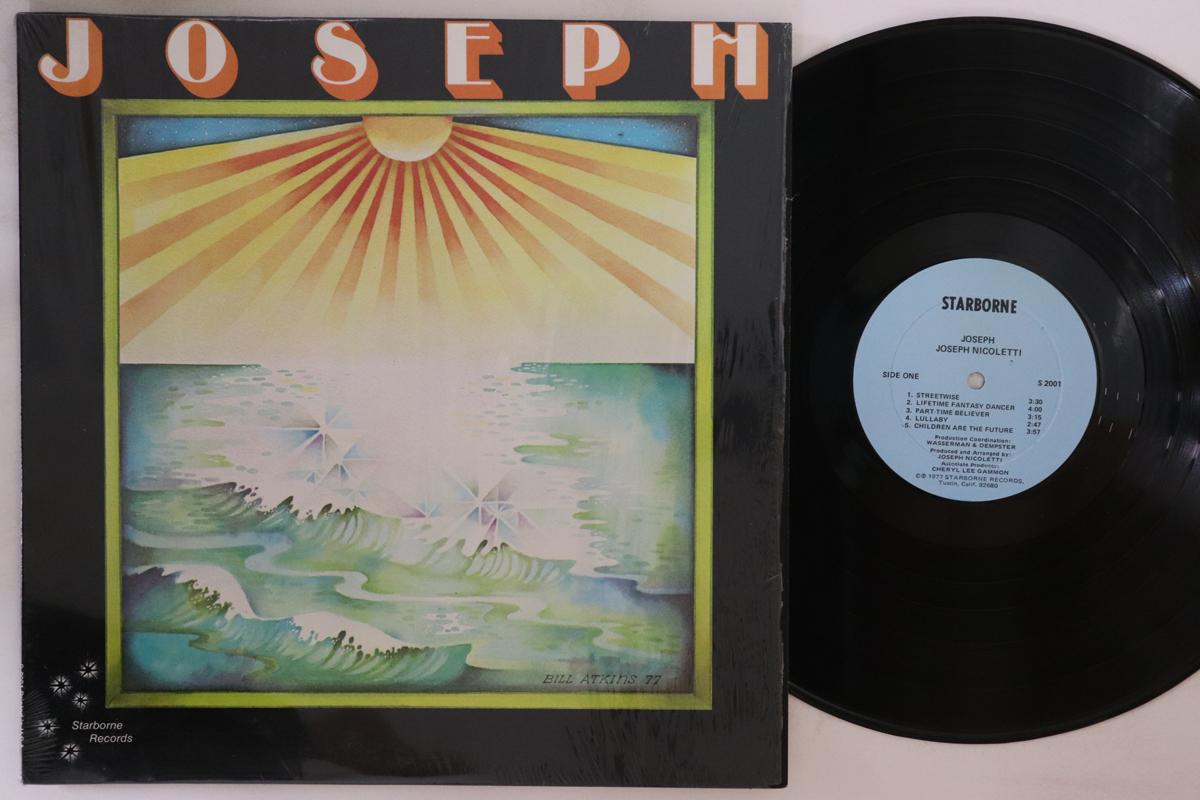 JOSEPH
BILL ATKINS 77
Starborne
Records
STARBORNE
JOSEPH
JOSEPH NICOLETTI
SIDE ONE S 2001
1. STREETWISE 3:30
2. LIFETIME FANTASY DANCER 4:00
3. PART-TIME BELIEVER 3:15
4. LULLABY 2:47
5. CHILDREN ARE THE FUTURE 3:57
Production Coordination:
WASSERMAN & DEMPSTER
Produced and Arranged by:
JOSEPH NICOLETTI
Associate Producer:
CHERYL LEE GAMMON
©℗ 1977 STARBORNE RECORDS,
Tustin, Calif. 92680